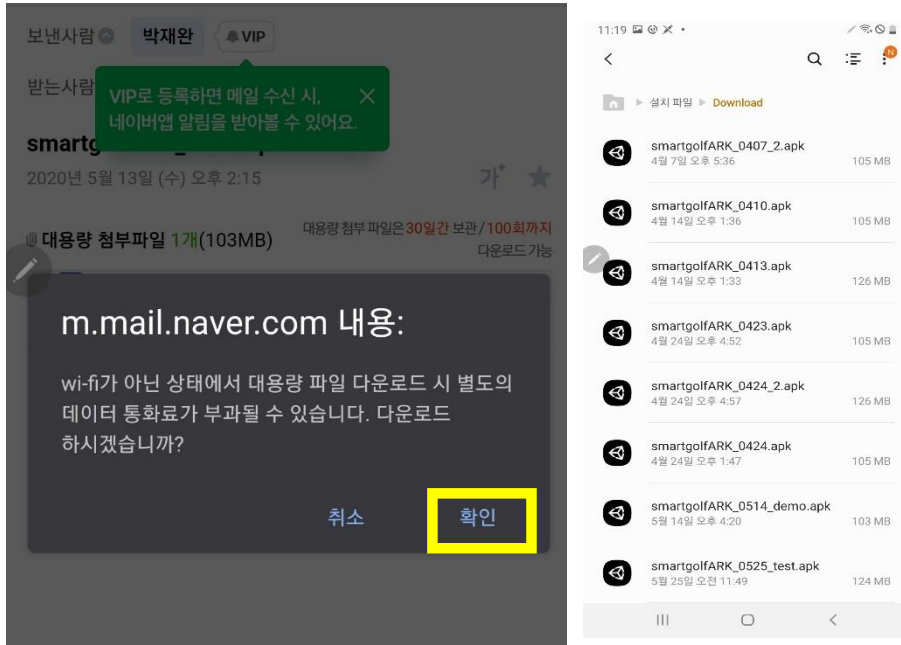 보낸사람 박재완 VIP
받는사람
VIP로 등록하면 메일 수신 시,
네이버앱 알림을 받아볼 수 있어요.
2020년 5월 13일 (수) 오후 2:15
가+
대용량 첨부파일 1개(103MB)
대용량 첨부 파일은 30일간 보관/100회까지
다운로드 가능
m.mail.naver.com 내용:
wi-fi가 아닌 상태에서 대용량 파일 다운로드 시 별도의
데이터 통화료가 부과될 수 있습니다. 다운로드
하시겠습니까?
취소 확인
11:19
N
설치 파일 Download
smartgolfARK_0407_2.apk
4월 7일 오후 5:36 105 MB
smartgolfARK_0410.apk
4월 14일 오후 1:36 105 MB
smartgolfARK_0413.apk
4월 14일 오후 1:33 126 MB
smartgolfARK_0423.apk
4월 24일 오후 4:52 105 MB
smartgolfARK_0424_2.apk
4월 24일 오후 4:57 126 MB
smartgolfARK_0424.apk
4월 24일 오후 1:47 105 MB
smartgolfARK_0514_demo.apk
5월 14일 오후 4:20 103 MB
smartgolfARK_0525_test.apk
5월 25일 오전 11:49 124 MB